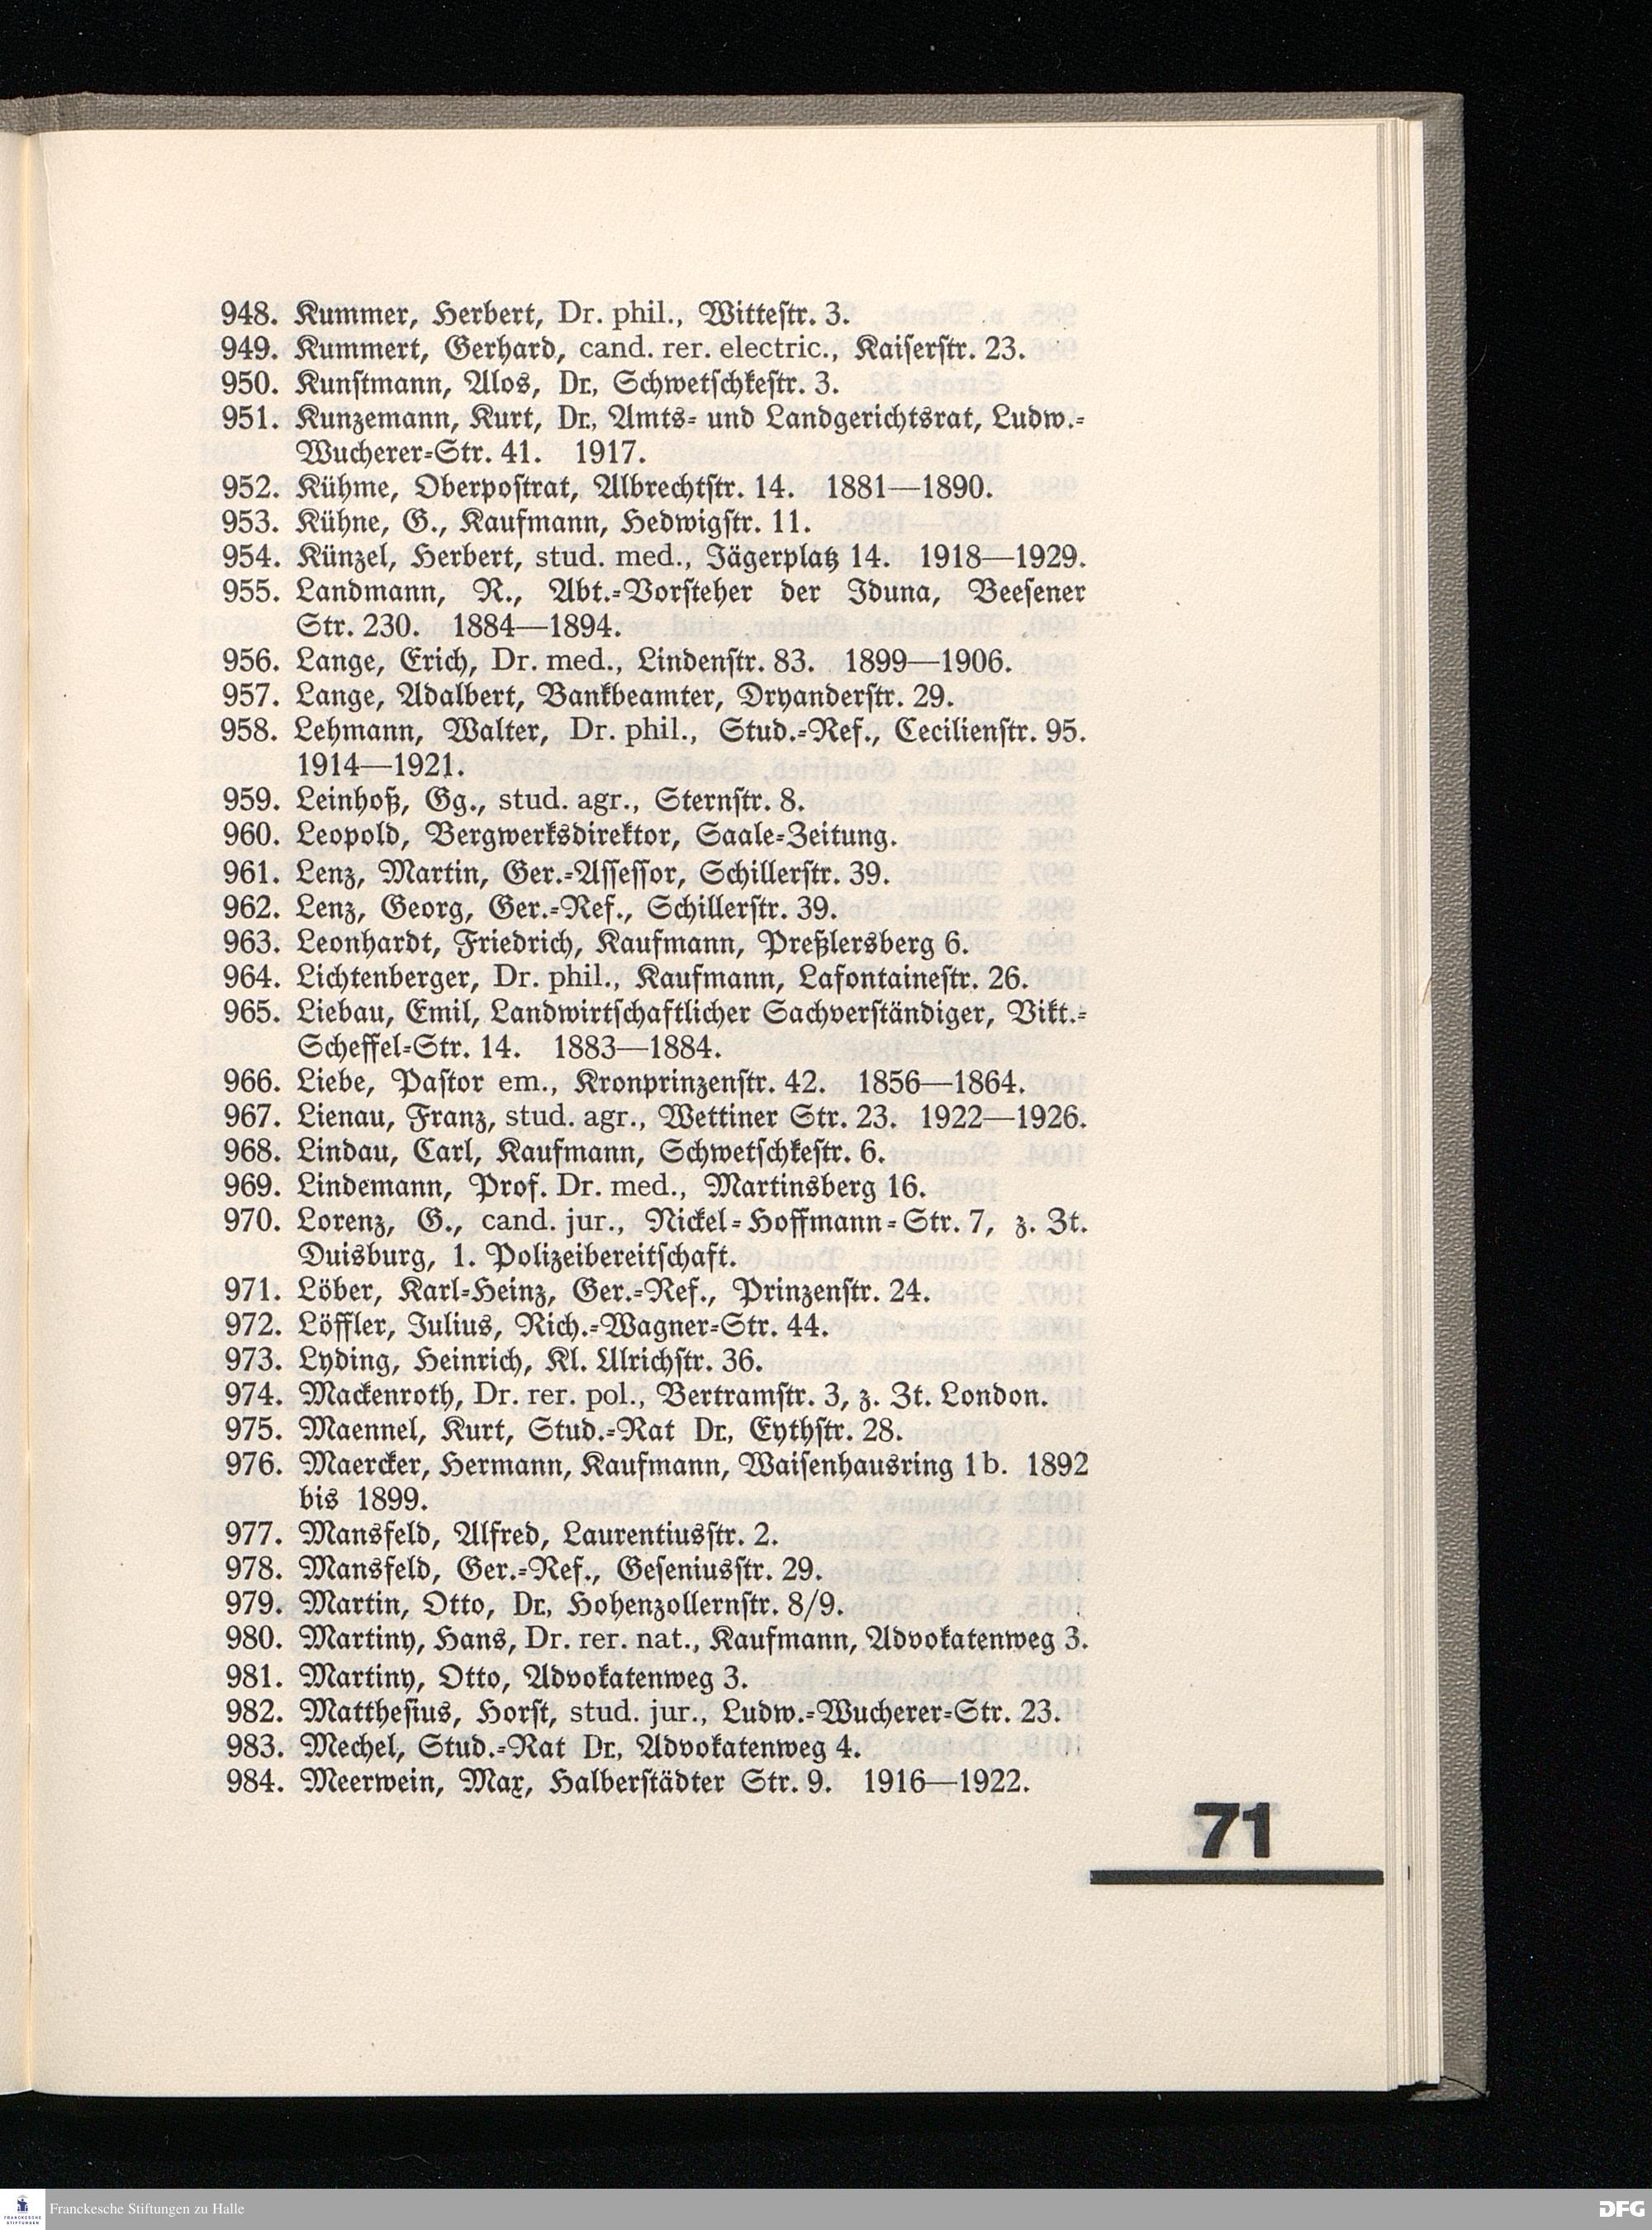 948. Kummer, Herbert, Dr. phil., Wittestr. 3.
949. Kummert, Gerhard, cand. rer. electric., Kaiserstr. 23.
950. Kunstmann, Alos, Dr., Schwetschkestr. 3.
951. Kunzemann, Kurt, Dr., Amts- und Landgerichtsrat, Ludw.-
Wucherer-Str. 41. 1917.
952. Kühme, Oberpostrat, Albrechtstr. 14. 1881—1890.
953. Kühne, G., Kaufmann, Hedwigstr. 11.
954. Künzel, Herbert, stud. med., Jägerplatz 14. 1918—1929.
955. Landmann, R., Abt.-Vorsteher der Iduna, Beesener
Str. 230. 1884—1894.
956. Lange, Erich, Dr. med., Lindenstr. 83. 1899—1906.
957. Lange, Adalbert, Bankbeamter, Dryanderstr. 29.
958. Lehmann, Walter, Dr. phil., Stud.-Ref., Cecilienstr. 95.
1914—1921.
959. Leinhoß, Gg., stud. agr., Sternstr. 8.
960. Leopold, Bergwerksdirektor, Saale-Zeitung.
961. Lenz, Martin, Ger.-Assessor, Schillerstr. 39.
962. Lenz, Georg, Ger.-Ref., Schillerstr. 39.
963. Leonhardt, Friedrich, Kaufmann, Preßlersberg 6.
964. Lichtenberger, Dr. phil., Kaufmann, Lafontainestr. 26.
965. Liebau, Emil, Landwirtschaftlicher Sachverständiger, Vikt.-
Scheffel-Str. 14. 1883—1884.
966. Liebe, Pastor em., Kronprinzenstr. 42. 1856—1864.
967. Lienau, Franz, stud. agr., Wettiner Str. 23. 1922—1926.
968. Lindau, Carl, Kaufmann, Schwetschkestr. 6.
969. Lindemann, Prof. Dr. med., Martinsberg 16.
970. Lorenz, G., cand. jur., Nickel-Hoffmann-Str. 7, z. Zt.
Duisburg, 1. Polizeibereitschaft.
971. Löber, Karl-Heinz, Ger.-Ref., Prinzenstr. 24.
972. Löffler, Julius, Rich.-Wagner-Str. 44.
973. Lyding, Heinrich, Kl. Ulrichstr. 36.
974. Mackenroth, Dr. rer. pol., Bertramstr. 3, z. Zt. London.
975. Maennel, Kurt, Stud.-Rat Dr., Eythstr. 28.
976. Maercker, Hermann, Kaufmann, Waisenhausring 1b. 1892
bis 1899.
977. Mansfeld, Alfred, Laurentiusstr. 2.
978. Mansfeld, Ger.-Ref., Geseniusstr. 29.
979. Martin, Otto, Dr., Hohenzollernstr. 8/9.
980. Martiny, Hans, Dr. rer. nat., Kaufmann, Advokatenweg 3.
981. Martiny, Otto, Advokatenweg 3.
982. Matthesius, Horst, stud. jur., Ludw.-Wucherer-Str. 23.
983. Mechel, Stud.-Rat Dr., Advokatenweg 4.
984. Meerwein, Max, Halberstädter Str. 9. 1916—1922.
71
FRANCKESCHE STIFTUNGEN
Franckesche Stiftungen zu Halle
DFG